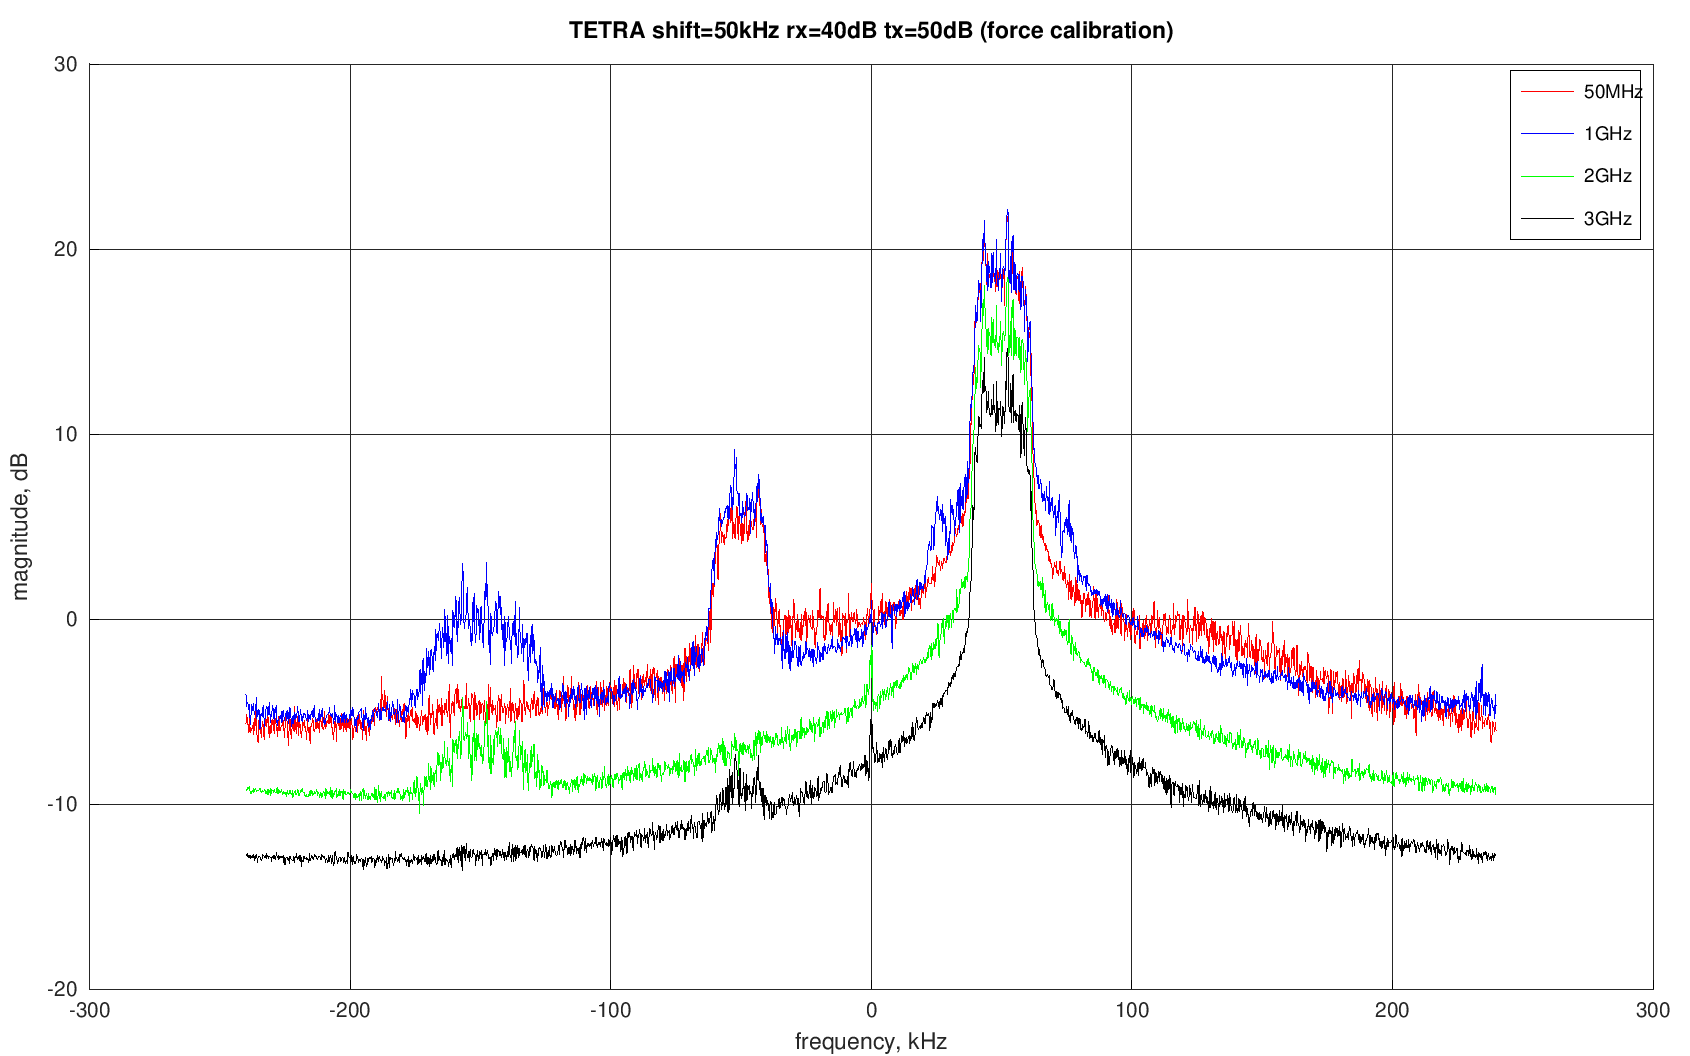 TETRA shift=50kHz rx=40dB tx=50dB (force calibration)
30
20
10
0
-10
-20
-300
-200
-100
0
100
200
300
magnitude, dB
frequency, kHz
50MHz
1GHz
2GHz
3GHz